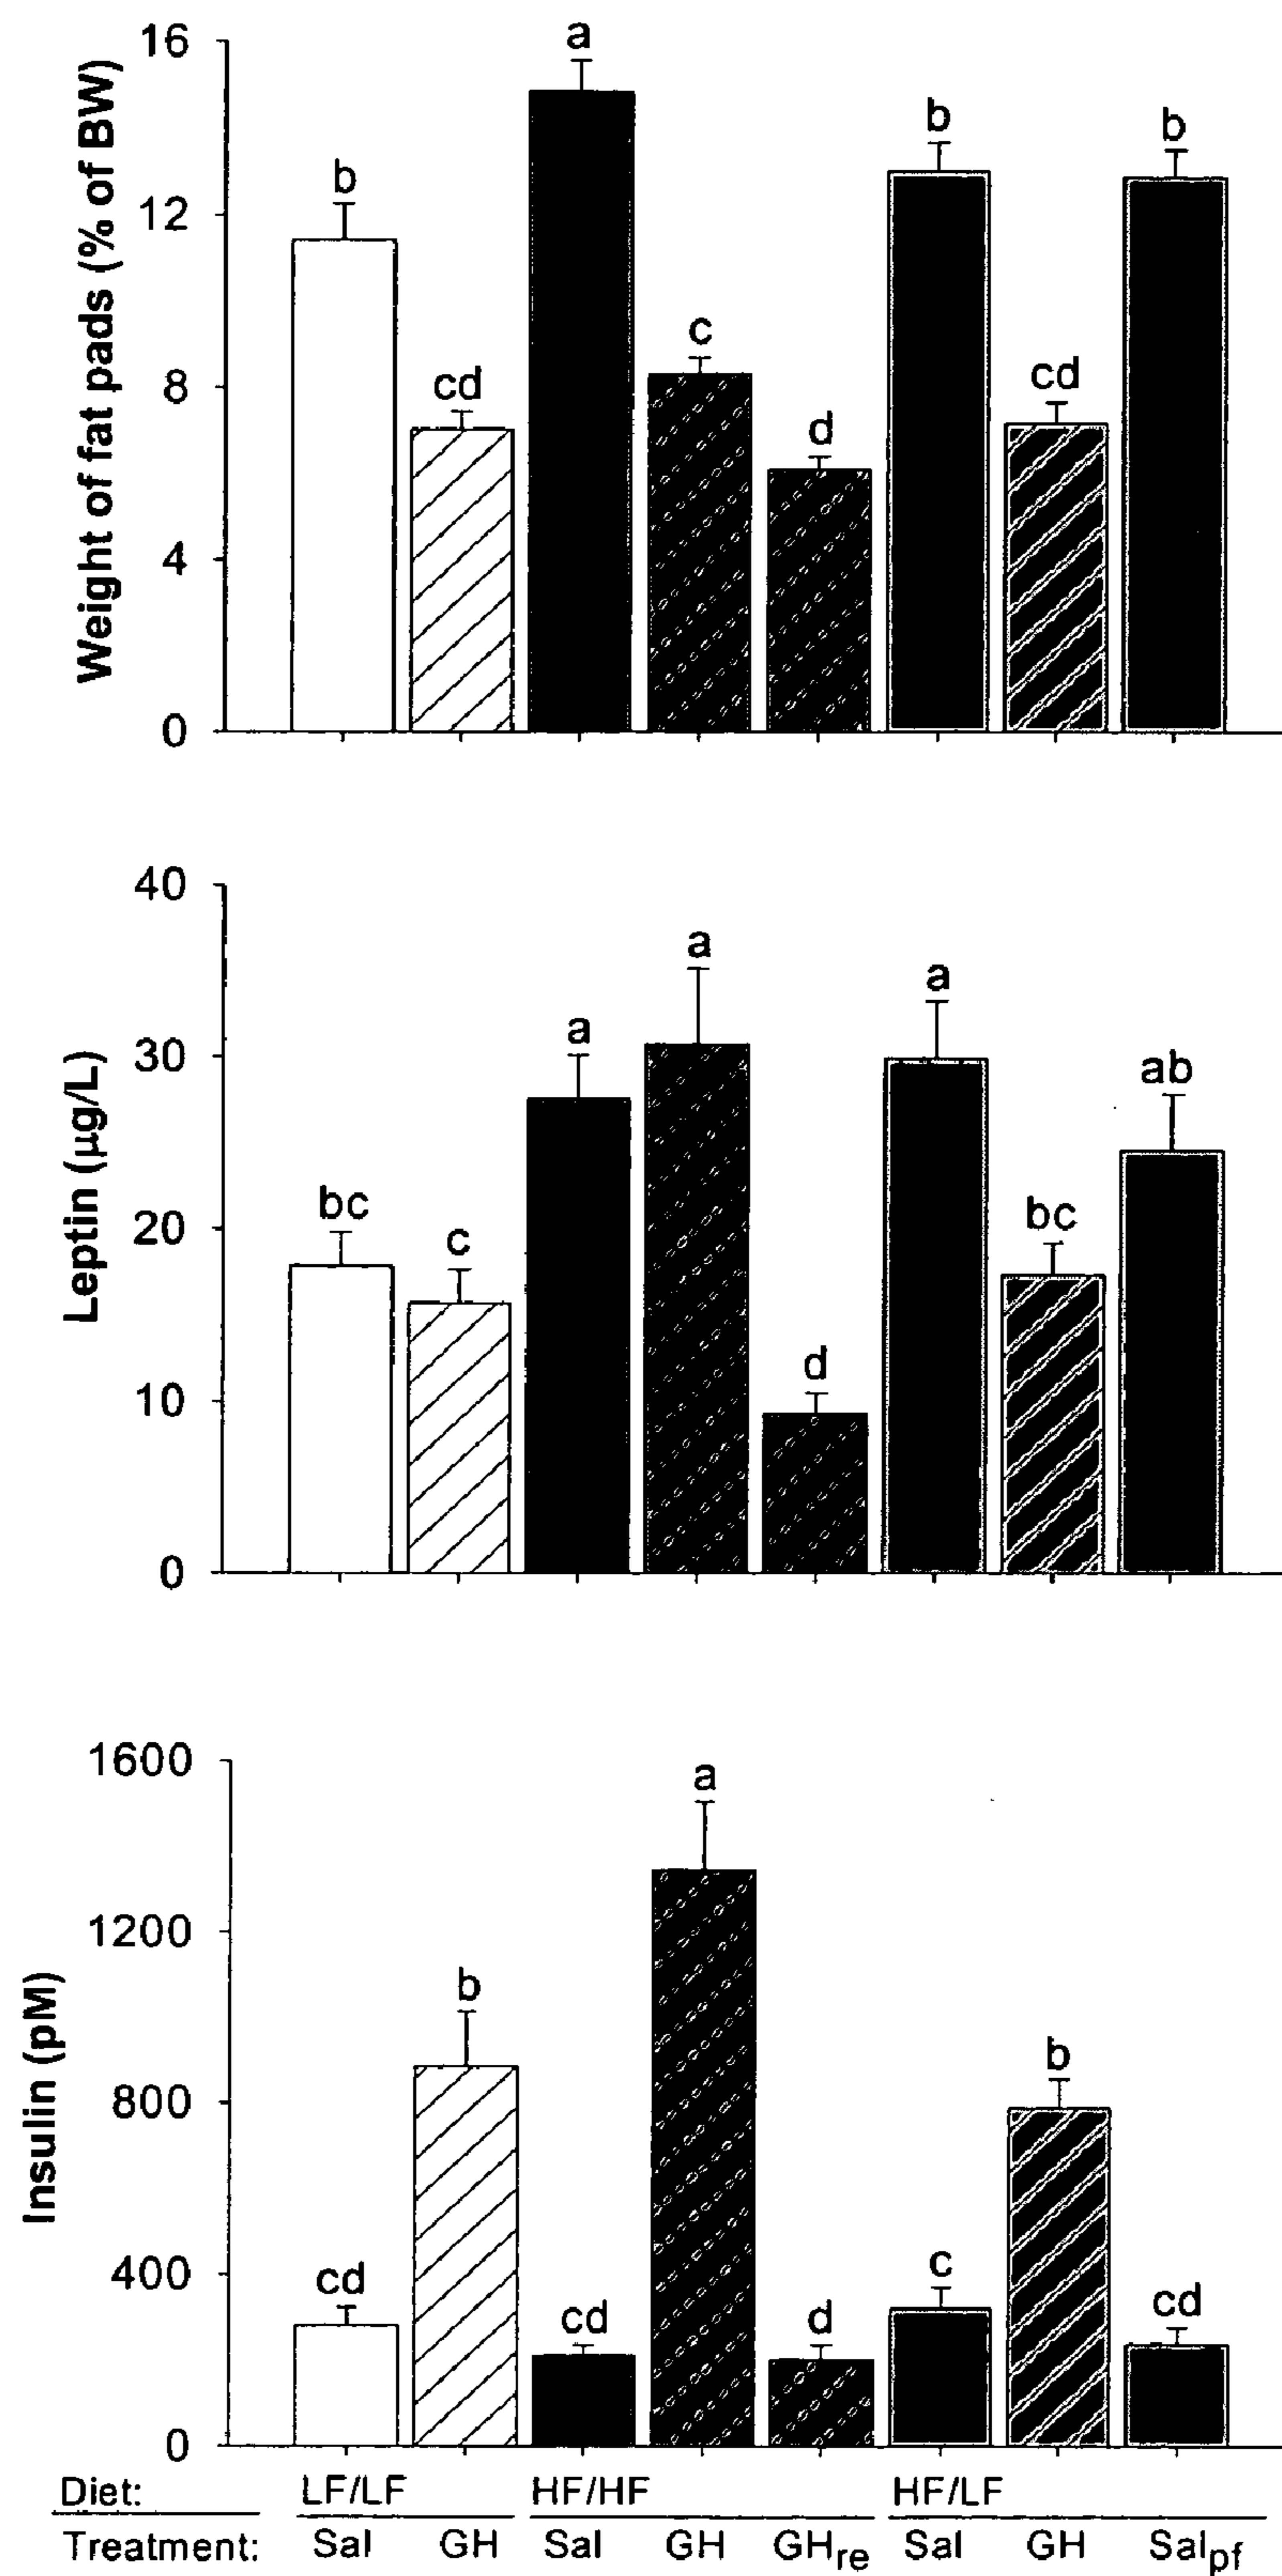 Weight of fat pads (% of BW)
16
12
8
4
0
b
cd
a
c
d
b
cd
b
Leptin (µg/L)
40
30
20
10
0
bc
c
a
a
d
a
bc
ab
Insulin (pM)
1600
1200
800
400
0
cd
b
cd
a
d
c
b
cd
Diet: LF/LF HF/HF HF/LF
Treatment: Sal GH Sal GH GHre Sal GH Salpf